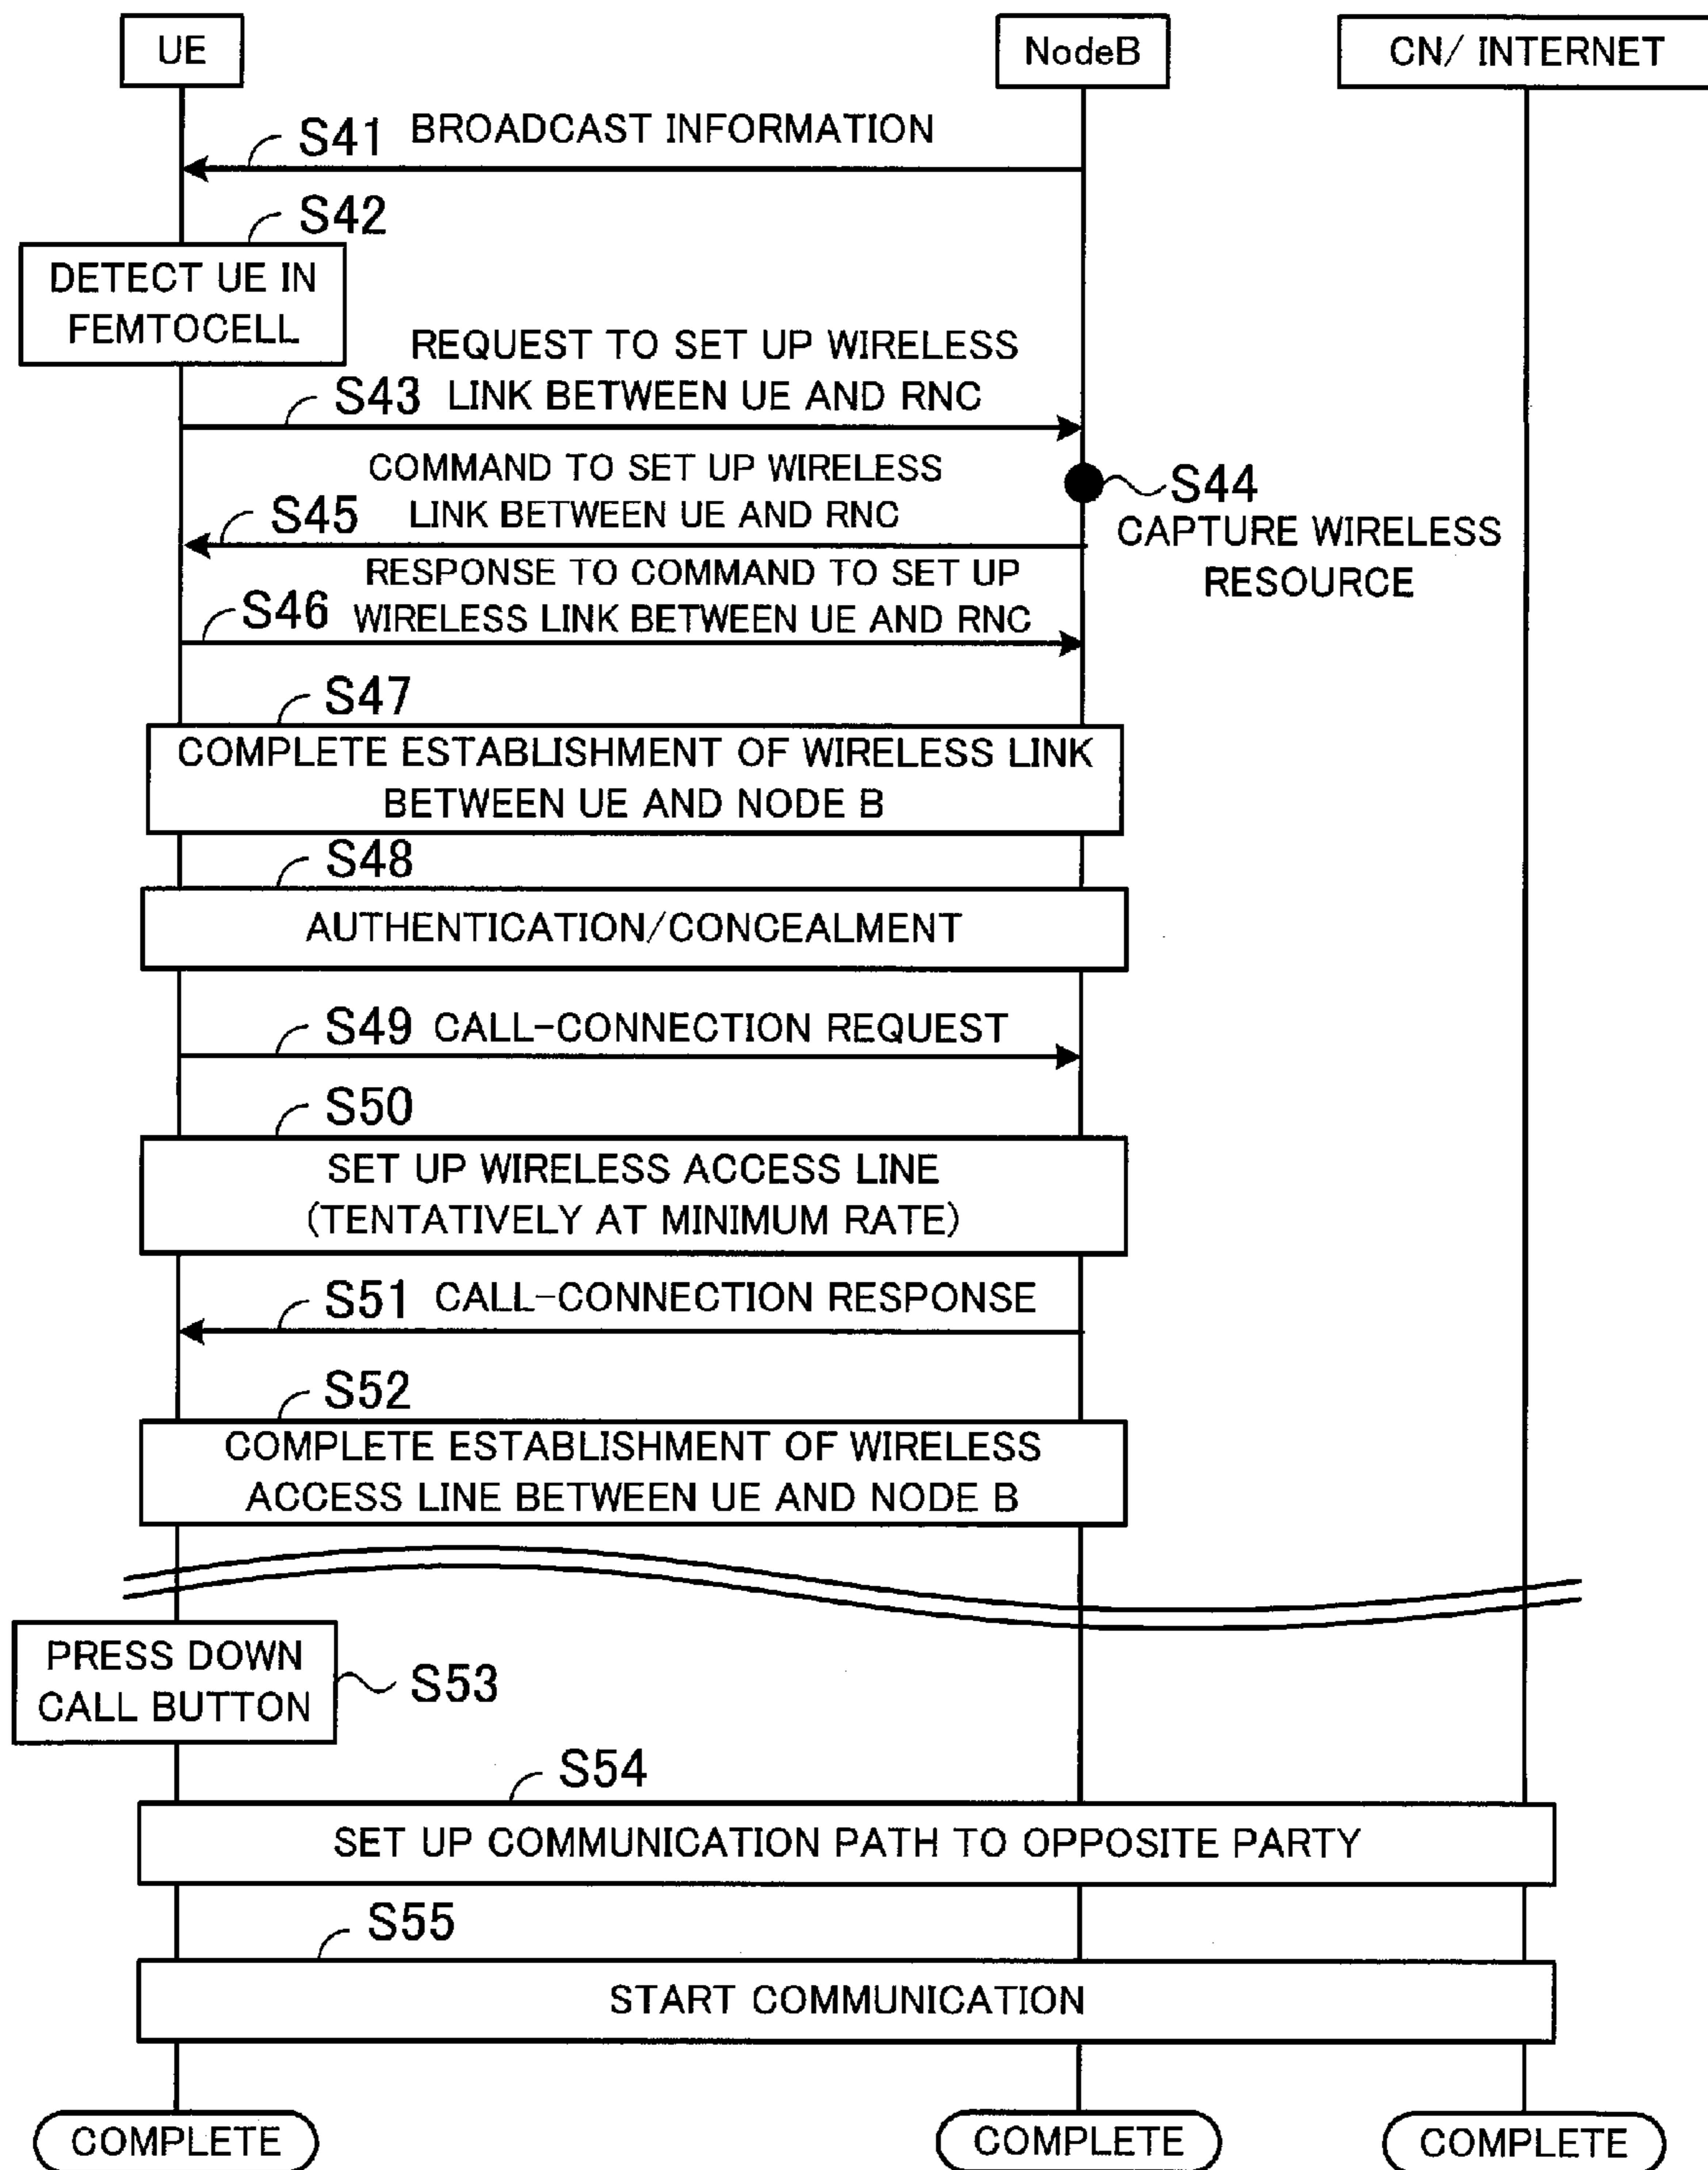 UE
NodeB
CN/ INTERNET
S41 BROADCAST INFORMATION
S42
DETECT UE IN
FEMTOCELL
REQUEST TO SET UP WIRELESS
S43 LINK BETWEEN UE AND RNC
COMMAND TO SET UP WIRELESS
S44
S45 LINK BETWEEN UE AND RNC
CAPTURE WIRELESS
RESOURCE
RESPONSE TO COMMAND TO SET UP
S46 WIRELESS LINK BETWEEN UE AND RNC
S47
COMPLETE ESTABLISHMENT OF WIRELESS LINK
BETWEEN UE AND NODE B
S48
AUTHENTICATION/CONCEALMENT
S49 CALL-CONNECTION REQUEST
S50
SET UP WIRELESS ACCESS LINE
(TENTATIVELY AT MINIMUM RATE)
S51 CALL-CONNECTION RESPONSE
S52
COMPLETE ESTABLISHMENT OF WIRELESS
ACCESS LINE BETWEEN UE AND NODE B
PRESS DOWN
CALL BUTTON
S53
S54
SET UP COMMUNICATION PATH TO OPPOSITE PARTY
S55
START COMMUNICATION
COMPLETE
COMPLETE
COMPLETE